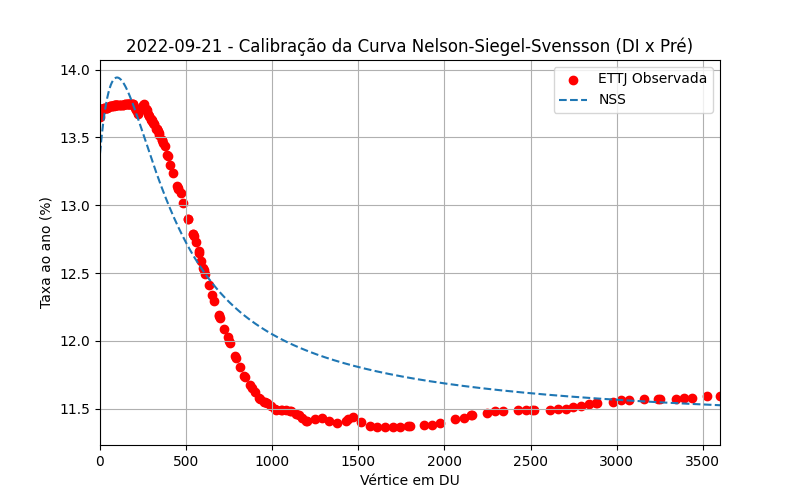 2022-09-21 - Calibração da Curva Nelson-Siegel-Svensson (DI x Pré)
ETTJ Observada
NSS
Taxa ao ano (%)
14.0
13.5
13.0
12.5
12.0
11.5
0 500 1000 1500 2000 2500 3000 3500
Vértice em DU